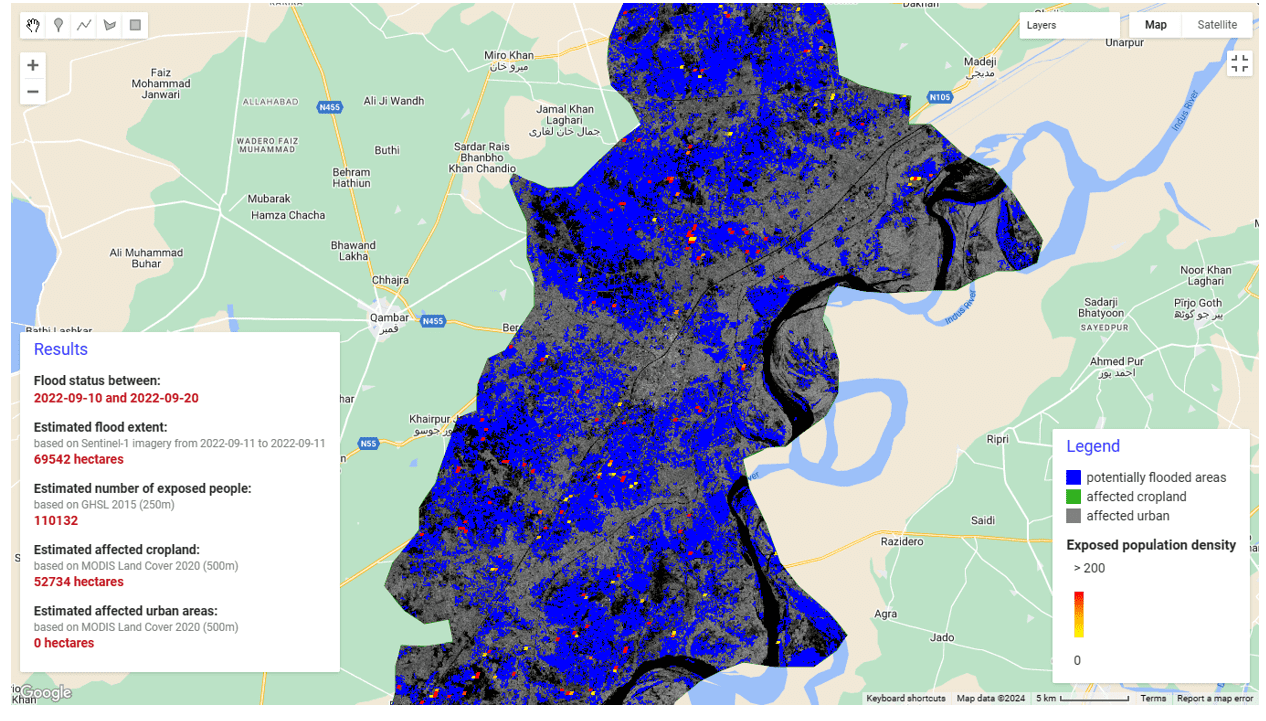 Dakhan
Layers
Map
Satellite
Unarpur
Miro Khan
ميرو خان
Madeji
مديجي
Faiz
Mohammad
Janwari
ALLAHABAD
N455
Ali Ji Wandh
N105
Indus River
Jamal Khan
Laghari
جمال خان لغاری
WADERO FAIZ
MUHAMMAD
Buthi
Sardar Rais
Bhanbho
Khan Chandio
Behram
Hathiun
Mubarak
Hamza Chacha
Ali Muhammad
Buhar
Bhawand
Lakha
Chhajra
Noor Khan
Laghari
Qambar
قمبر
N455
Ber
Indus River
Sadarji
Bhatyoon
SAYEDPUR
Pirjo Goth
پير جو ڳوٺ
Bathi Lashkar
Ahmed Pur
احمد پور
Results
Flood status between:
2022-09-10 and 2022-09-20
Estimated flood extent:
based on Sentinel-1 imagery from 2022-09-11 to 2022-09-11
69542 hectares
Estimated number of exposed people:
based on GHSL 2015 (250m)
110132
Estimated affected cropland:
based on MODIS Land Cover 2020 (500m)
52734 hectares
Estimated affected urban areas:
based on MODIS Land Cover 2020 (500m)
0 hectares
har
Khairpur J
N55
Ripri
Saidi
Razidero
Agra
Jado
Legend
potentially flooded areas
affected cropland
affected urban
Exposed population density
> 200
0
Khan
Google
Keyboard shortcuts
Map data ©2024
5 km
Terms
Report a map error